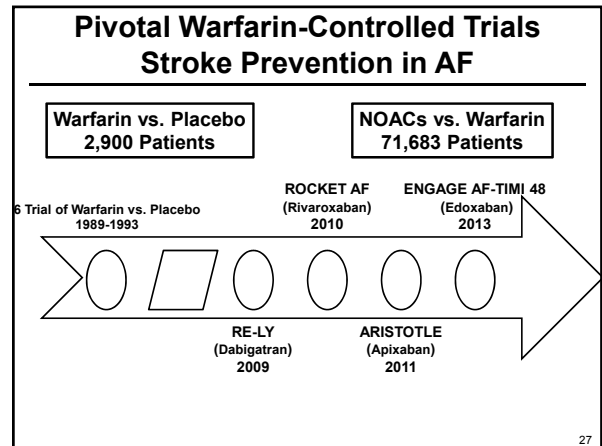 Pivotal Warfarin-Controlled Trials
Stroke Prevention in AF
Warfarin vs. Placebo
2,900 Patients
NOACs vs. Warfarin
71,683 Patients
6 Trial of Warfarin vs. Placebo
1989-1993
ROCKET AF
(Rivaroxaban)
2010
ENGAGE AF-TIMI 48
(Edoxaban)
2013
RE-LY
(Dabigatran)
2009
ARISTOTLE
(Apixaban)
2011
27